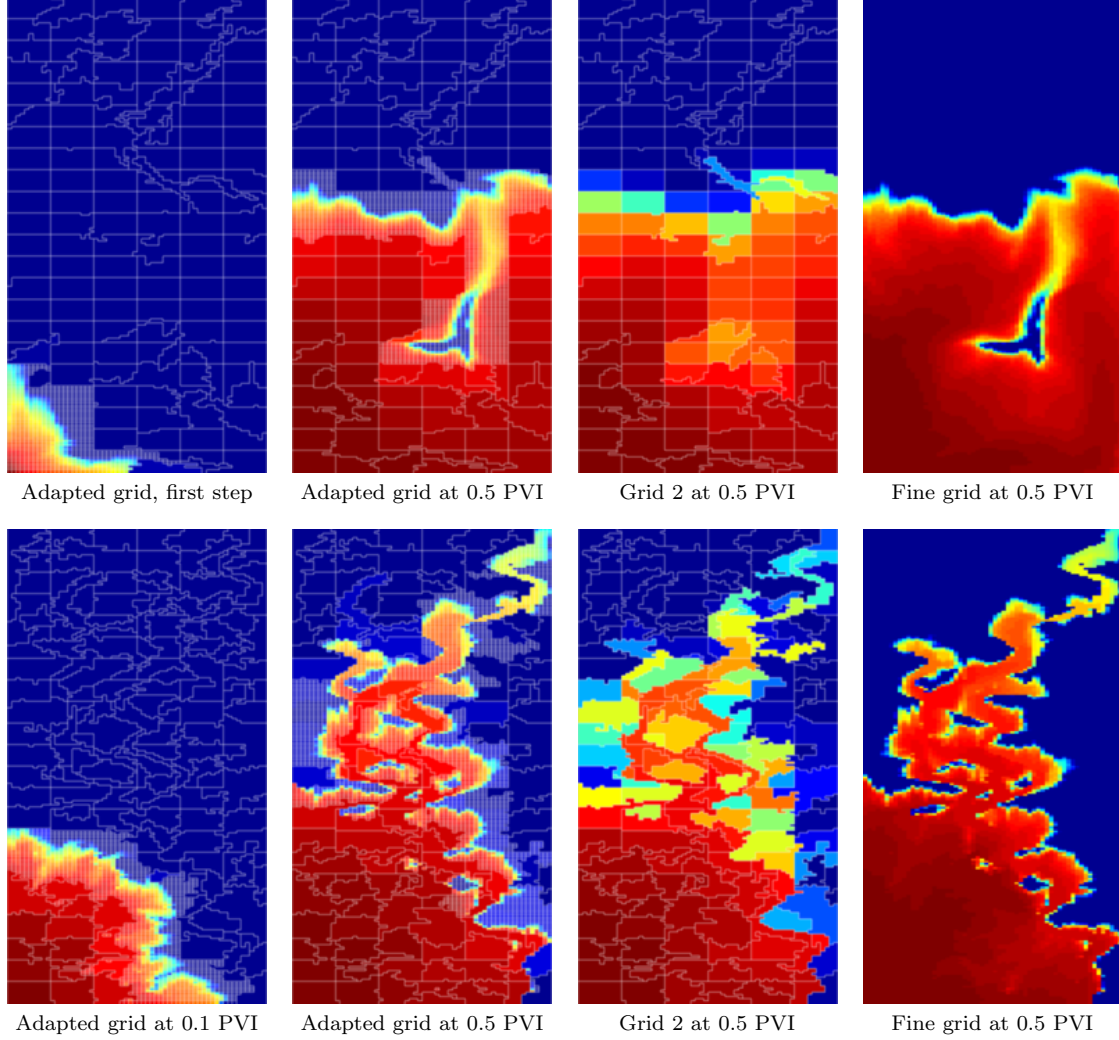 Adapted grid, first step
Adapted grid at 0.5 PVI
Grid 2 at 0.5 PVI
Fine grid at 0.5 PVI
Adapted grid at 0.1 PVI
Adapted grid at 0.5 PVI
Grid 2 at 0.5 PVI
Fine grid at 0.5 PVI